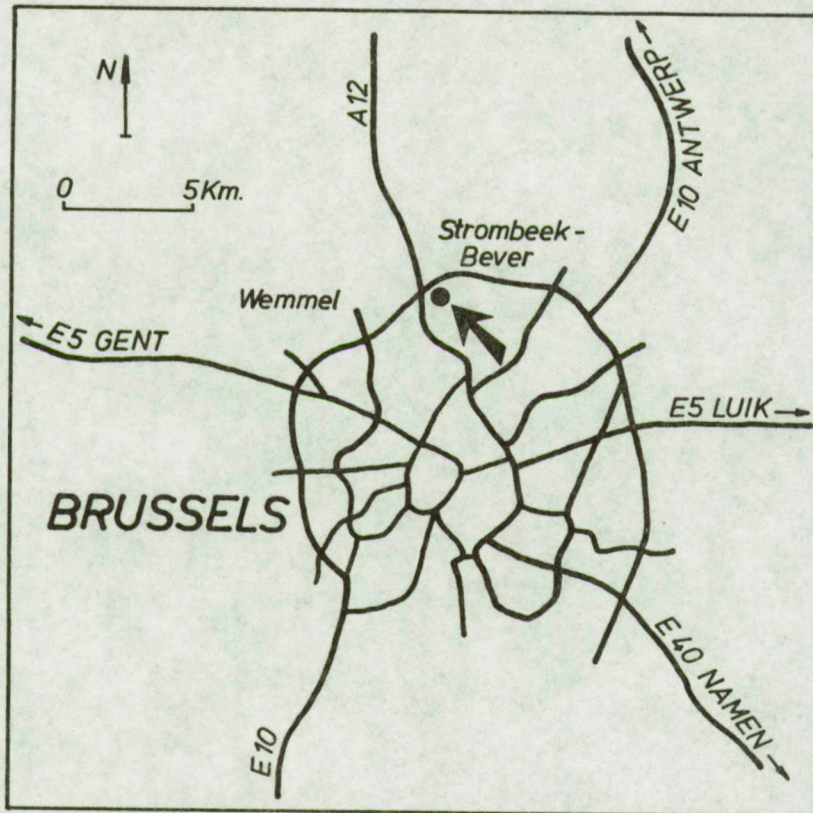 N
A12
E10 ANTWERP
0 5Km.
Strombeek-
Bever
Wemmel
E5 GENT
E5 LUIK
BRUSSELS
E40 NAMEN
E10